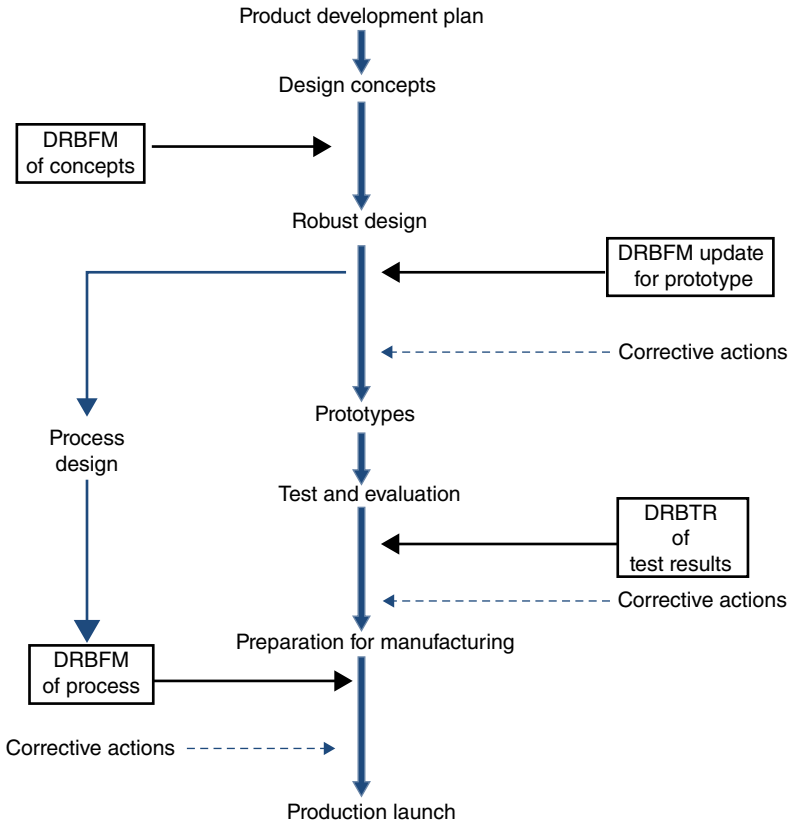 Product development plan
Design concepts
DRBFM
of concepts
Robust design
DRBFM update
for prototype
Corrective actions
Prototypes
Process
design
Test and evaluation
DRBTR
of
test results
Corrective actions
Preparation for manufacturing
DRBFM
of process
Corrective actions
Production launch